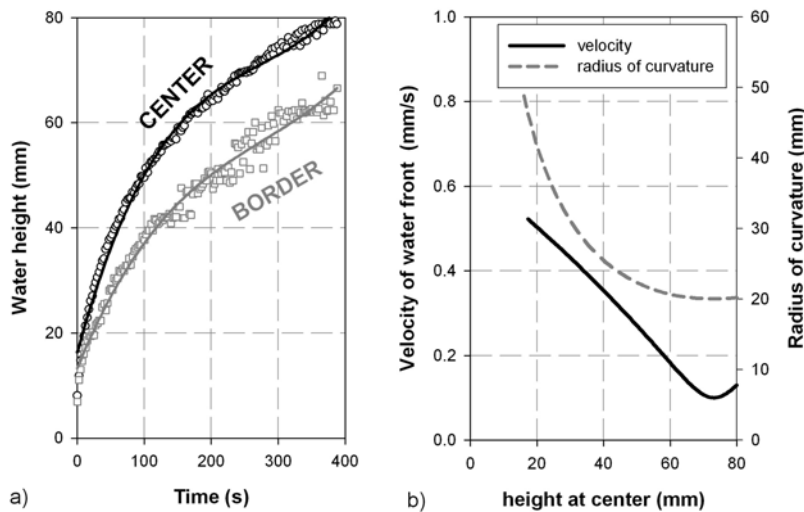 80
60
40
20
0
Water height (mm)
CENTER
BORDER
0 100 200 300 400
a) Time (s)
velocity
radius of curvature
1.0
0.8
0.6
0.4
0.2
0.0
Velocity of water front (mm/s)
60
50
40
30
20
10
0
Radius of curvature (mm)
20 40 60 80
b) height at center (mm)